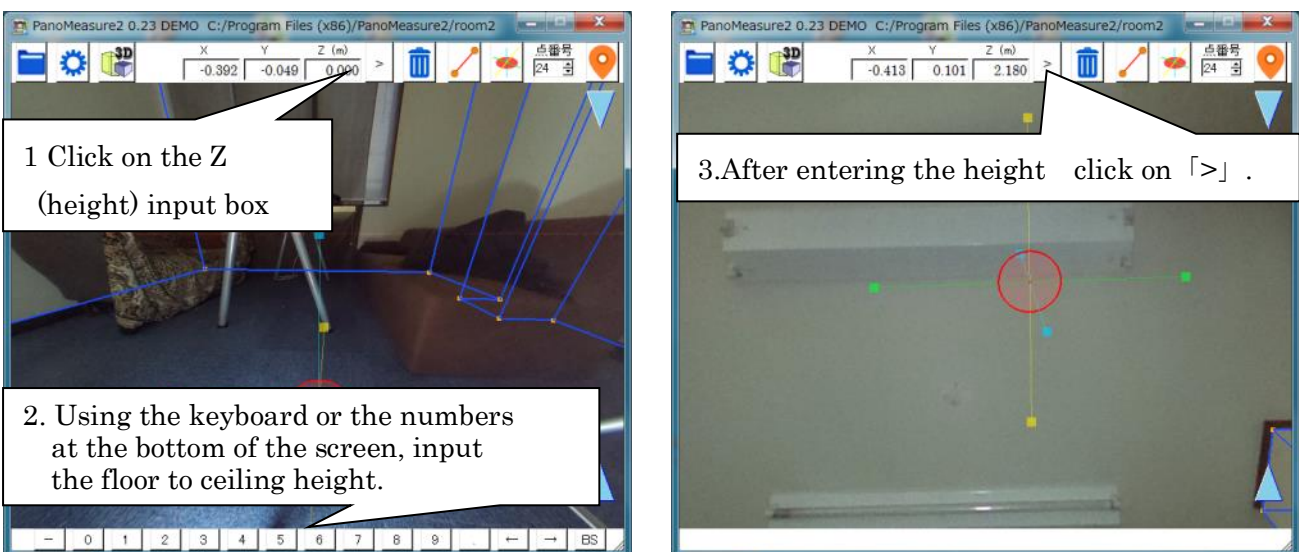 PanoMeasure2 0.23 DEMO C:/Program Files (x86)/PanoMeasure2/room2
3D
X Y Z (m)
-0.392 -0.049 0.000 >
点番号
24
1 Click on the Z
(height) input box
2. Using the keyboard or the numbers
at the bottom of the screen, input
the floor to ceiling height.
- 0 1 2 3 4 5 6 7 8 9 . ← → BS
PanoMeasure2 0.23 DEMO C:/Program Files (x86)/PanoMeasure2/room2
3D
X Y Z (m)
-0.413 0.101 2.180 >
点番号
24
3.After entering the height click on「>」.